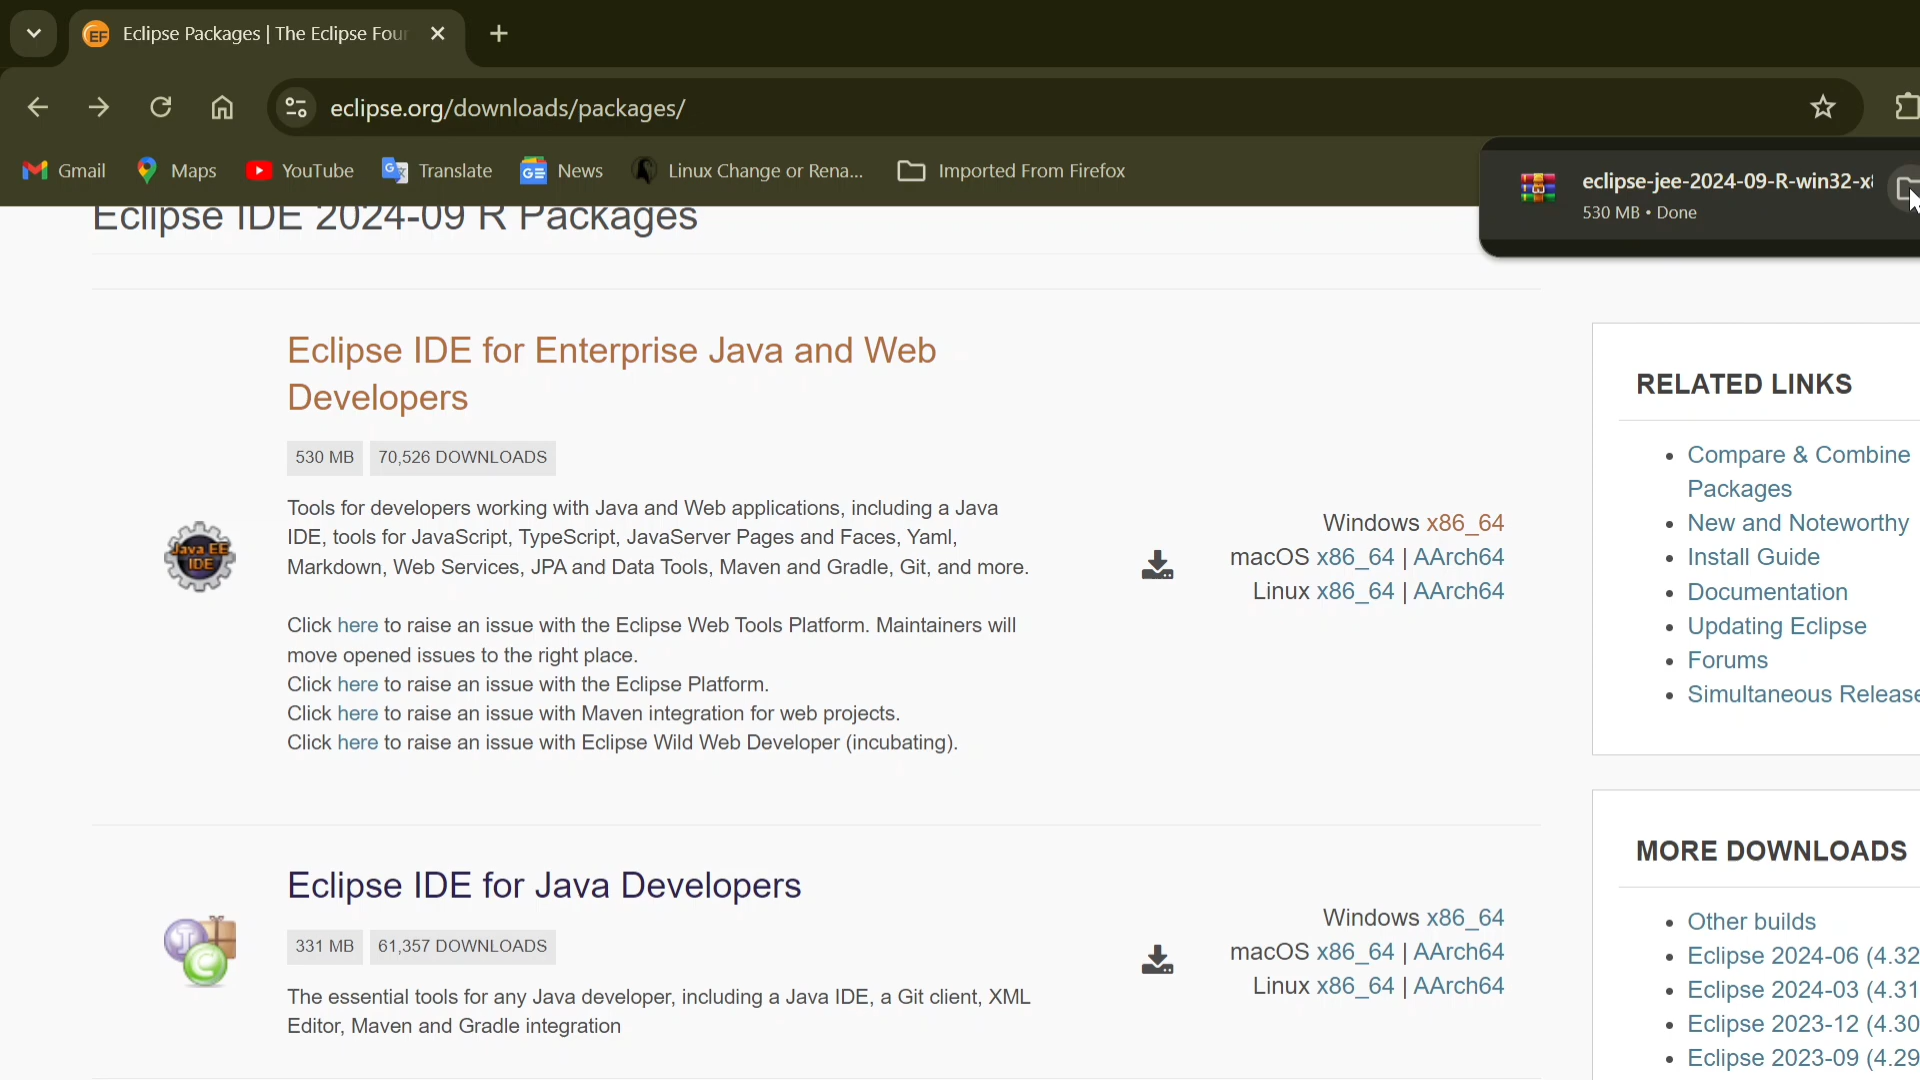 Eclipse Packages | The Eclipse Four
eclipse.org/downloads/packages/
Gmail
Maps
YouTube
Translate
News
Linux Change or Rena...
Imported From Firefox
eclipse-jee-2024-09-R-win32-x
530 MB • Done
Eclipse IDE 2024-09 R Packages
Eclipse IDE for Enterprise Java and Web
Developers
530 MB
70,526 DOWNLOADS
Tools for developers working with Java and Web applications, including a Java
IDE, tools for JavaScript, TypeScript, JavaServer Pages and Faces, Yaml,
Markdown, Web Services, JPA and Data Tools, Maven and Gradle, Git, and more.
Click here to raise an issue with the Eclipse Web Tools Platform. Maintainers will
move opened issues to the right place.
Click here to raise an issue with the Eclipse Platform.
Click here to raise an issue with Maven integration for web projects.
Click here to raise an issue with Eclipse Wild Web Developer (incubating).
Java EE
IDE
Windows x86_64
macOS x86_64 | AArch64
Linux x86_64 | AArch64
Eclipse IDE for Java Developers
331 MB
61,357 DOWNLOADS
The essential tools for any Java developer, including a Java IDE, a Git client, XML
Editor, Maven and Gradle integration
Windows x86_64
macOS x86_64 | AArch64
Linux x86_64 | AArch64
RELATED LINKS
• Compare & Combine
Packages
• New and Noteworthy
• Install Guide
• Documentation
• Updating Eclipse
• Forums
• Simultaneous Release
MORE DOWNLOADS
• Other builds
• Eclipse 2024-06 (4.32
• Eclipse 2024-03 (4.31
• Eclipse 2023-12 (4.30
• Eclipse 2023-09 (4.29